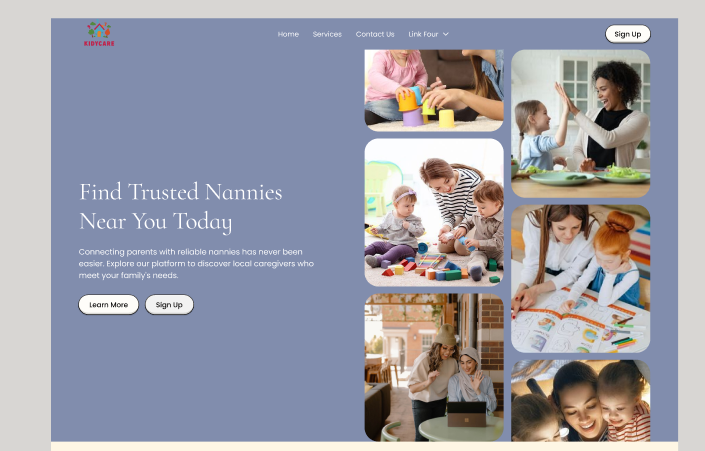 KIDYCARE
Home Services Contact Us Link Four
Sign Up
Find Trusted Nannies
Near You Today
Connecting parents with reliable nannies has never been
easier. Explore our platform to discover local caregivers who
meet your family's needs.
Learn More
Sign Up